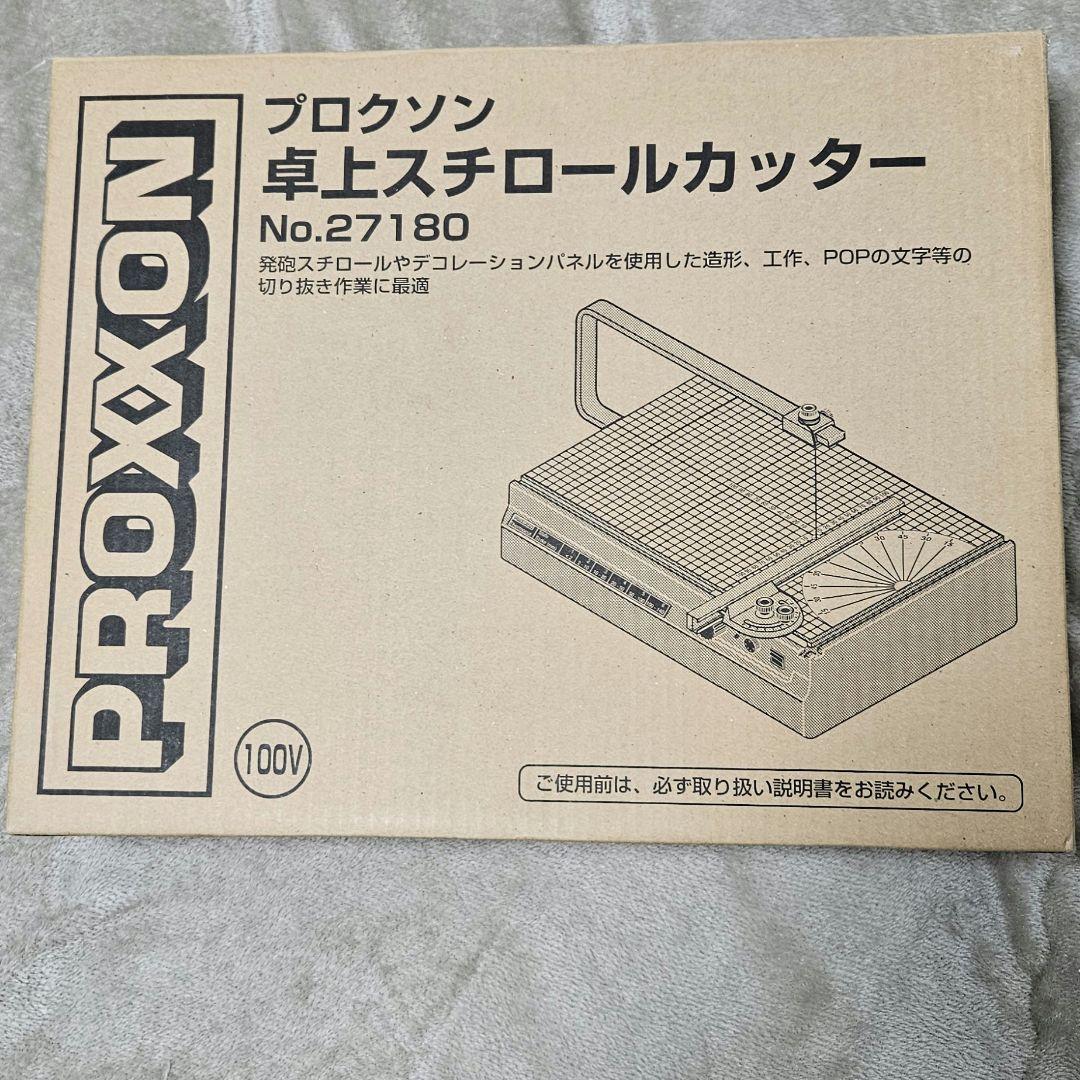 PROXXON
プロクソン
卓上スチロールカッター
No.27180
発砲スチロールやデコレーションパネルを使用した造形、工作、POPの文字等の
切り抜き作業に最適
100V
ご使用前は、必ず取り扱い説明書をお読みください。